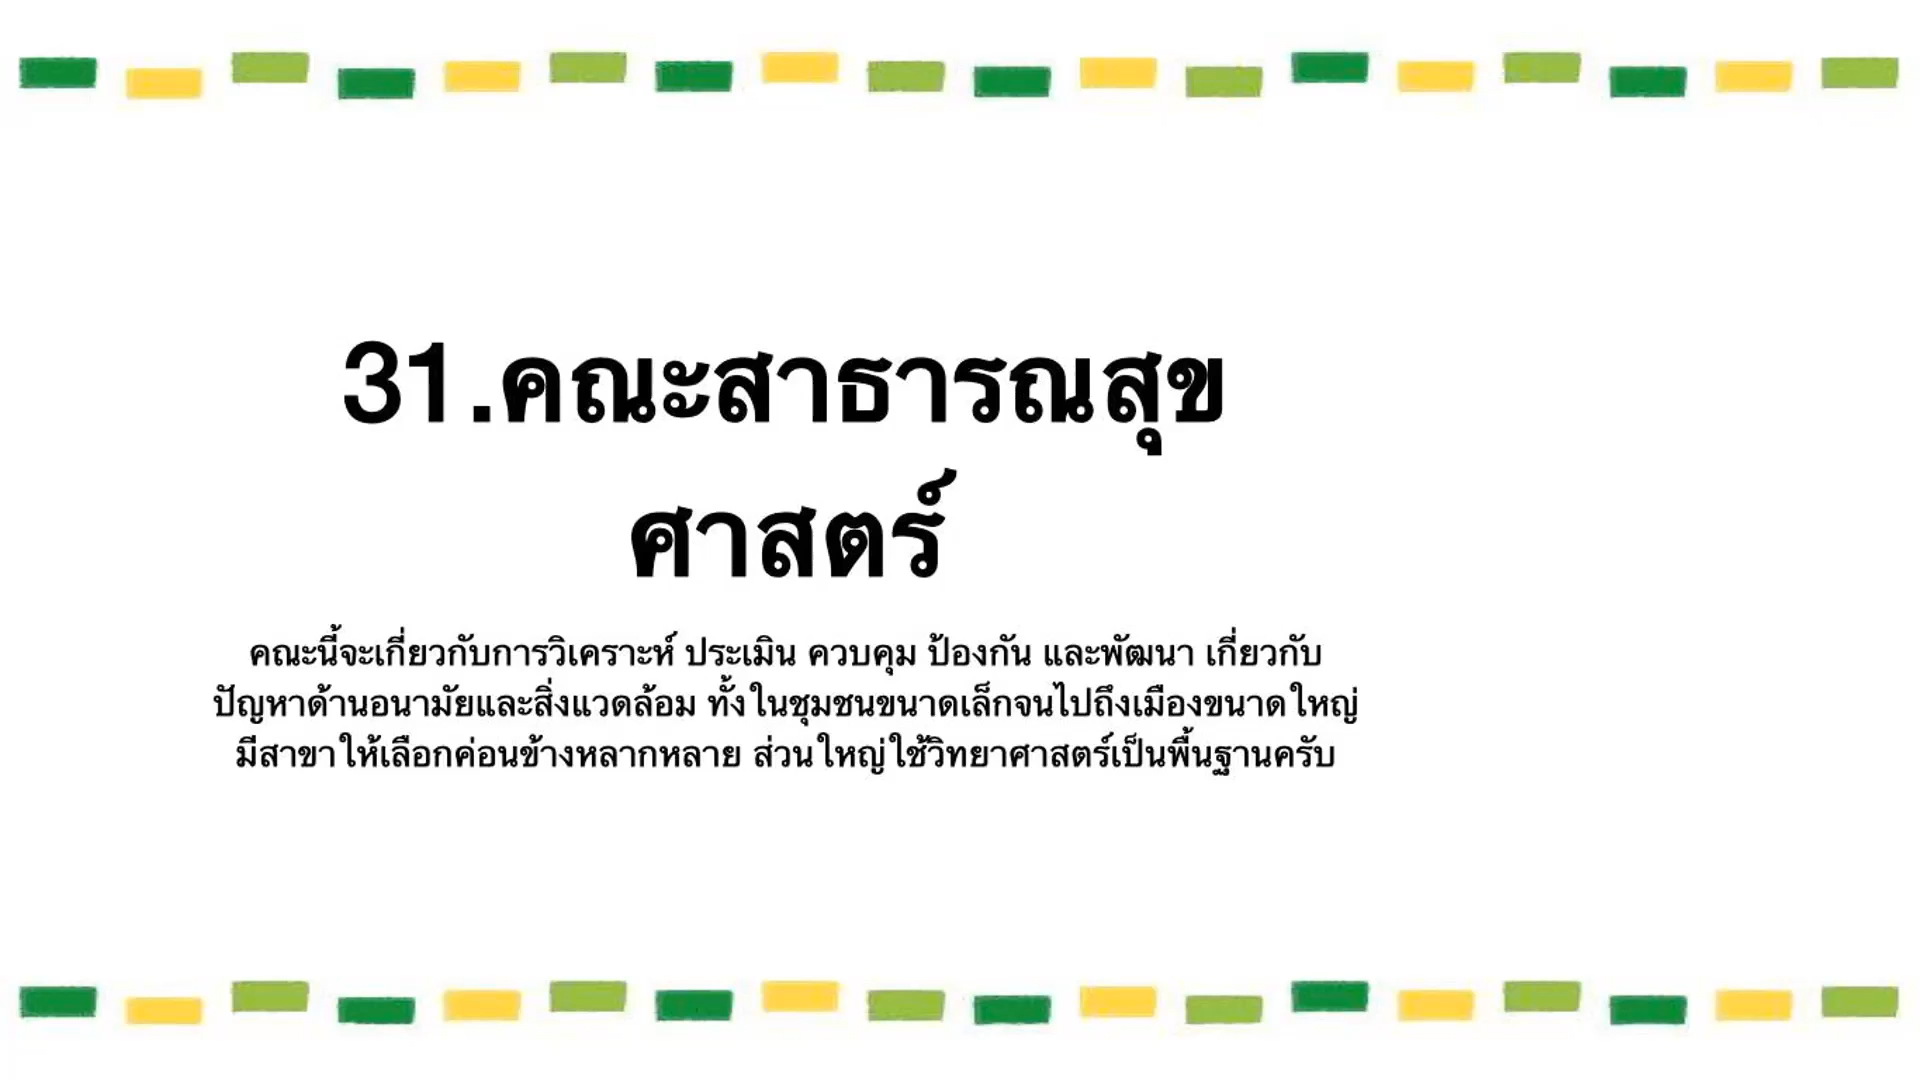 31.คณะสาธารณสุข
ศาสตร์
คณะนี้จะเกี่ยวกับการวิเคราะห์ ประเมิน ควบคุม ป้องกัน และพัฒนา เกี่ยวกับ
ปัญหาด้านอนามัยและสิ่งแวดล้อม ทั้งในชุมชนขนาดเล็กจนไปถึงเมืองขนาดใหญ่
มีสาขาให้เลือกค่อนข้างหลากหลาย ส่วนใหญ่ใช้วิทยาศาสตร์เป็นพื้นฐานครับ